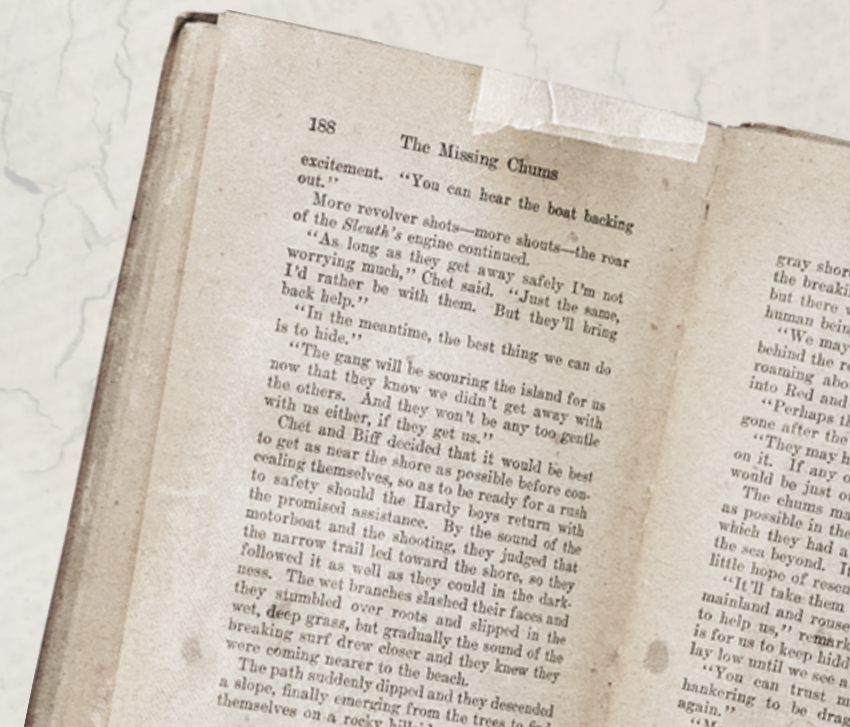 188
The Missing Chums
excitement. “You can hear the boat backing
out.”
More revolver shots—more shouts—the roar
of the Sleuth’s engine continued.
“As long as they get away safely I’m not
worrying much,” Chet said. “Just the same,
I’d rather be with them. But they’ll bring
back help.”
“In the meantime, the best thing we can do
is to hide.”
“The gang will be scouring the island for us
now that they know we didn’t get away with
the others. And they won’t be any too gentle
with us either, if they get us.”
Chet and Biff decided that it would be best
to get as near the shore as possible before con-
cealing themselves, so as to be ready for a rush
to safety should the Hardy boys return with
the promised assistance. By the sound of the
motorboat and the shooting, they judged that
the narrow trail led toward the shore, so they
followed it as well as they could in the dark-
ness. The wet branches slashed their faces and
they stumbled over roots and slipped in the
wet, deep grass, but gradually the sound of the
breaking surf drew closer and they knew they
were coming nearer to the beach.
The path suddenly dipped and they descended
a slope, finally emerging from the trees to find
themselves on a rocky
gray
the
but there
human
“We may
behind the
roaming
into Red and
“Perhaps
gone after the
“They may
on it. If any
would be just
The chums
as possible in the
which they had a
the sea beyond.
little hope of
“It’ll take them
mainland and
to help us,”
is for us to keep
lay low until we see a
“You can trust
hankering to be
again.”